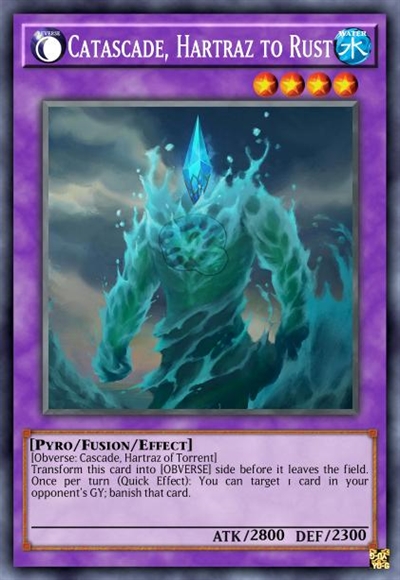 CATASCADE, HARTRAZ TO RUST
WATER
水
[PYRO/FUSION/EFFECT]
[Obverse: Cascade, Hartraz of Torrent]
Transform this card into [OBVERSE] side before it leaves the field.
Once per turn (Quick Effect): You can target 1 card in your
opponent's GY; banish that card.
ATK/2800 DEF/2300